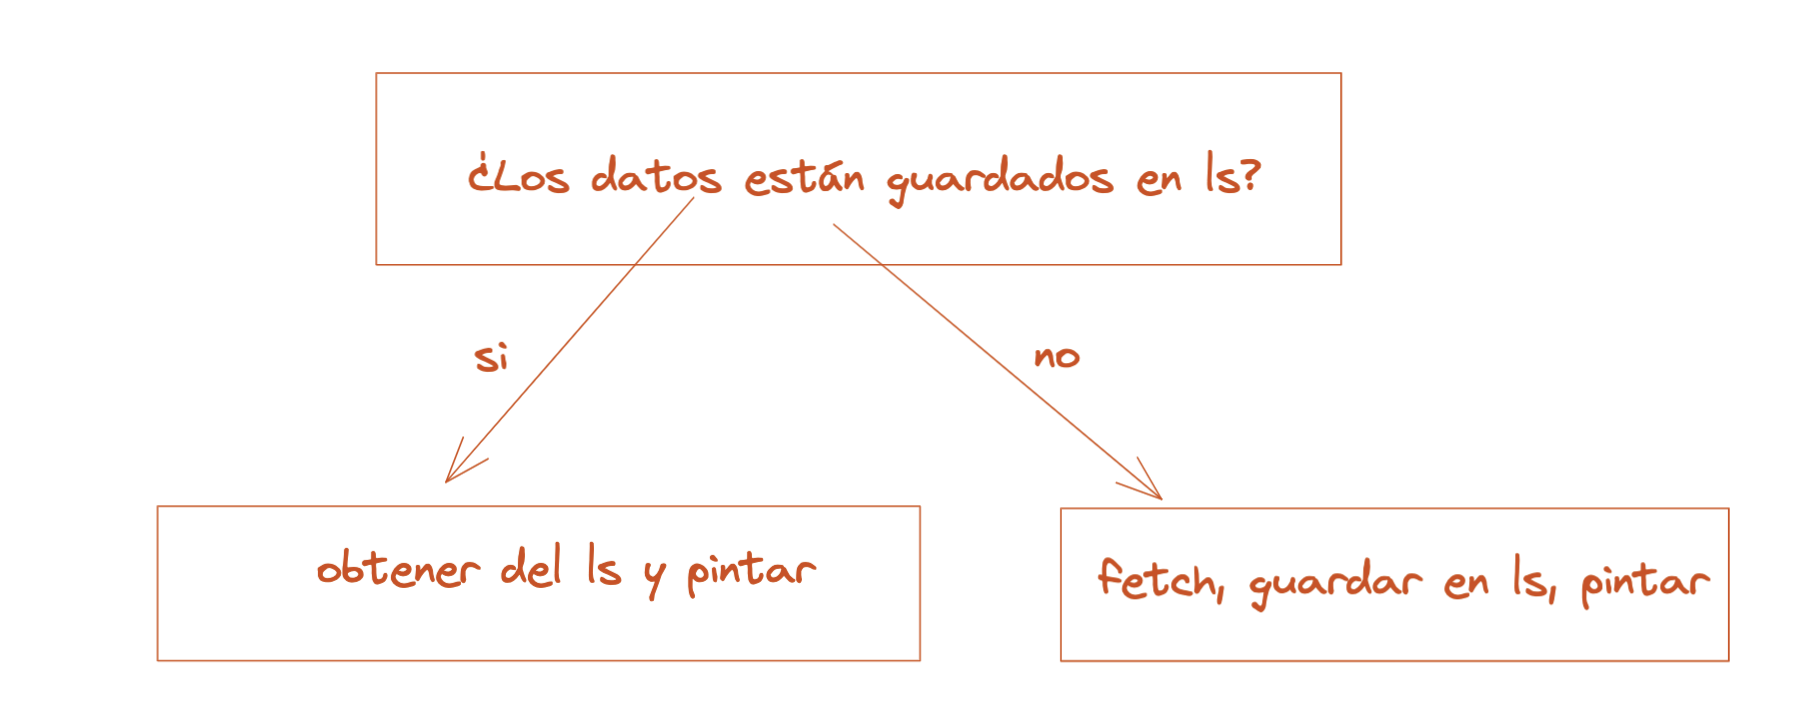 ¿Los datos están guardados en ls?
si
no
obtener del ls y pintar
fetch, guardar en ls, pintar